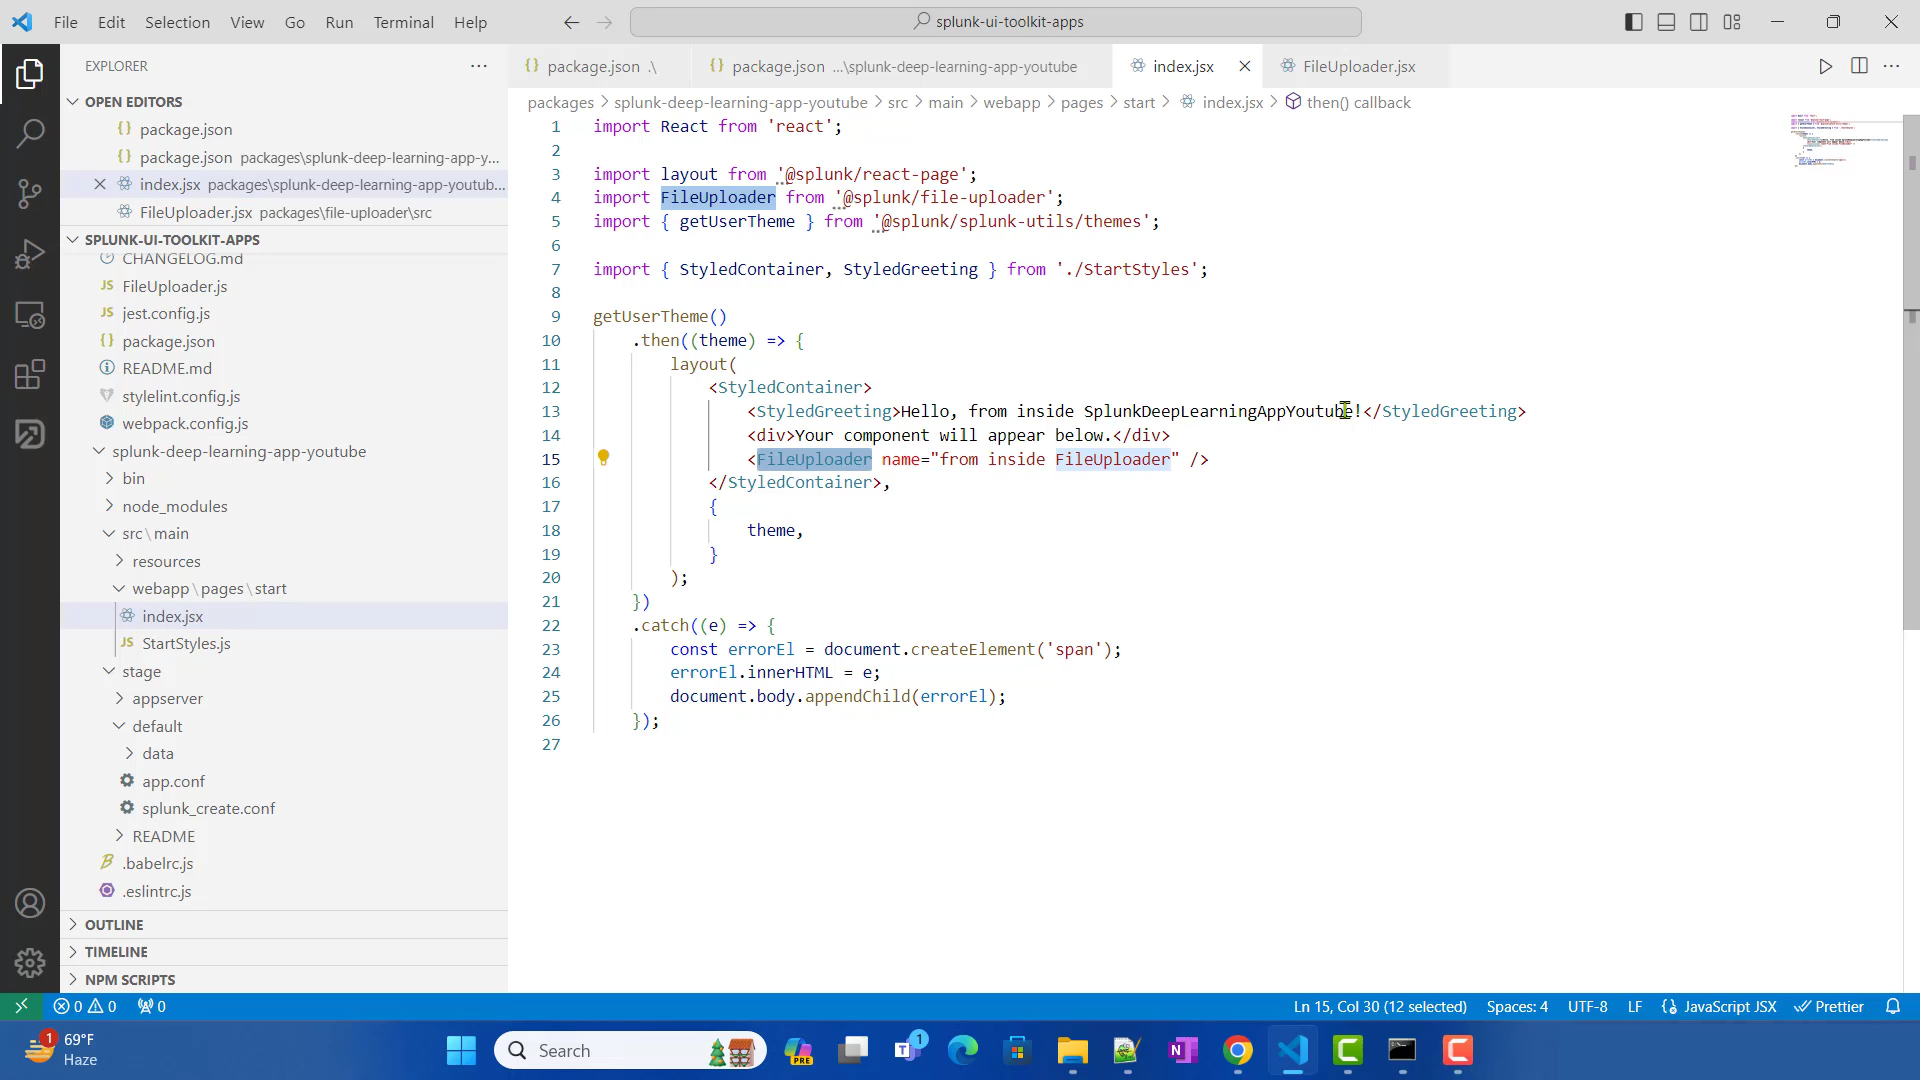 File Edit Selection View Go Run Terminal Help
splunk-ui-toolkit-apps
EXPLORER
OPEN EDITORS
package.json
package.json packages\splunk-deep-learning-app-y...
index.jsx packages\splunk-deep-learning-app-youtub...
FileUploader.jsx packages\file-uploader\src
SPLUNK-UI-TOOLKIT-APPS
CHANGELOG.md
FileUploader.js
jest.config.js
package.json
README.md
stylelint.config.js
webpack.config.js
splunk-deep-learning-app-youtube
bin
node_modules
src\main
resources
webapp\pages\start
index.jsx
StartStyles.js
stage
appserver
default
data
app.conf
splunk_create.conf
README
.babelrc.js
.eslintrc.js
OUTLINE
TIMELINE
NPM SCRIPTS
package.json .\
package.json ...\splunk-deep-learning-app-youtube
index.jsx
FileUploader.jsx
packages > splunk-deep-learning-app-youtube > src > main > webapp > pages > start > index.jsx > then() callback
1 import React from 'react';
2
3 import layout from '@splunk/react-page';
4 import FileUploader from '@splunk/file-uploader';
5 import { getUserTheme } from '@splunk/splunk-utils/themes';
6
7 import { StyledContainer, StyledGreeting } from './StartStyles';
8
9 getUserTheme()
10 .then((theme) => {
11 layout(
12 <StyledContainer>
13 <StyledGreeting>Hello, from inside SplunkDeepLearningAppYoutube!</StyledGreeting>
14 <div>Your component will appear below.</div>
15 <FileUploader name="from inside FileUploader" />
16 </StyledContainer>,
17 {
18 theme,
19 }
20 );
21 })
22 .catch((e) => {
23 const errorEl = document.createElement('span');
24 errorEl.innerHTML = e;
25 document.body.appendChild(errorEl);
26 });
27
0 0 0
Ln 15, Col 30 (12 selected) Spaces: 4 UTF-8 LF JavaScript JSX Prettier
1
69°F
Haze
Search
PRE
1